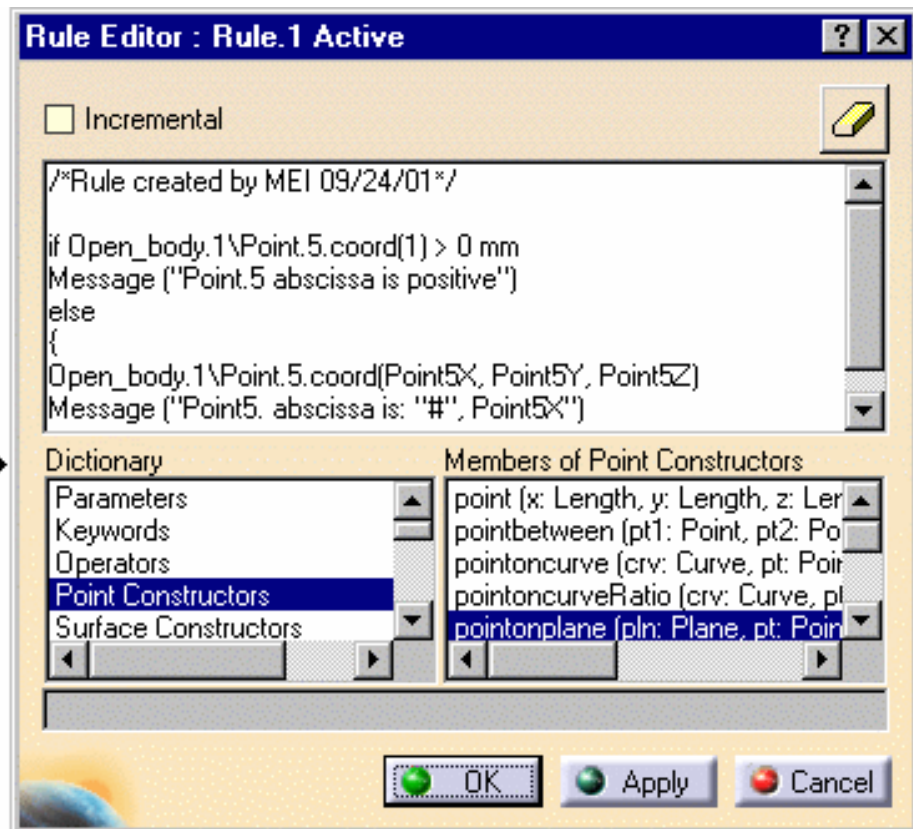 Rule Editor : Rule.1 Active
Incremental
/*Rule created by MEI 09/24/01*/
if Open_body.1\Point.5.coord(1) > 0 mm
Message ("Point.5 abscissa is positive")
else
{
Open_body.1\Point.5.coord(Point5X, Point5Y, Point5Z)
Message ("Point5. abscissa is: "#", Point5X")
Dictionary
Parameters
Keywords
Operators
Point Constructors
Surface Constructors
Members of Point Constructors
point (x: Length, y: Length, z: Ler
pointbetween (pt1: Point, pt2: Po
pointoncurve (crv: Curve, pt: Poir
pointoncurveRatio (crv: Curve, pl
pointonplane (pln: Plane, pt: Poin
OK
Apply
Cancel